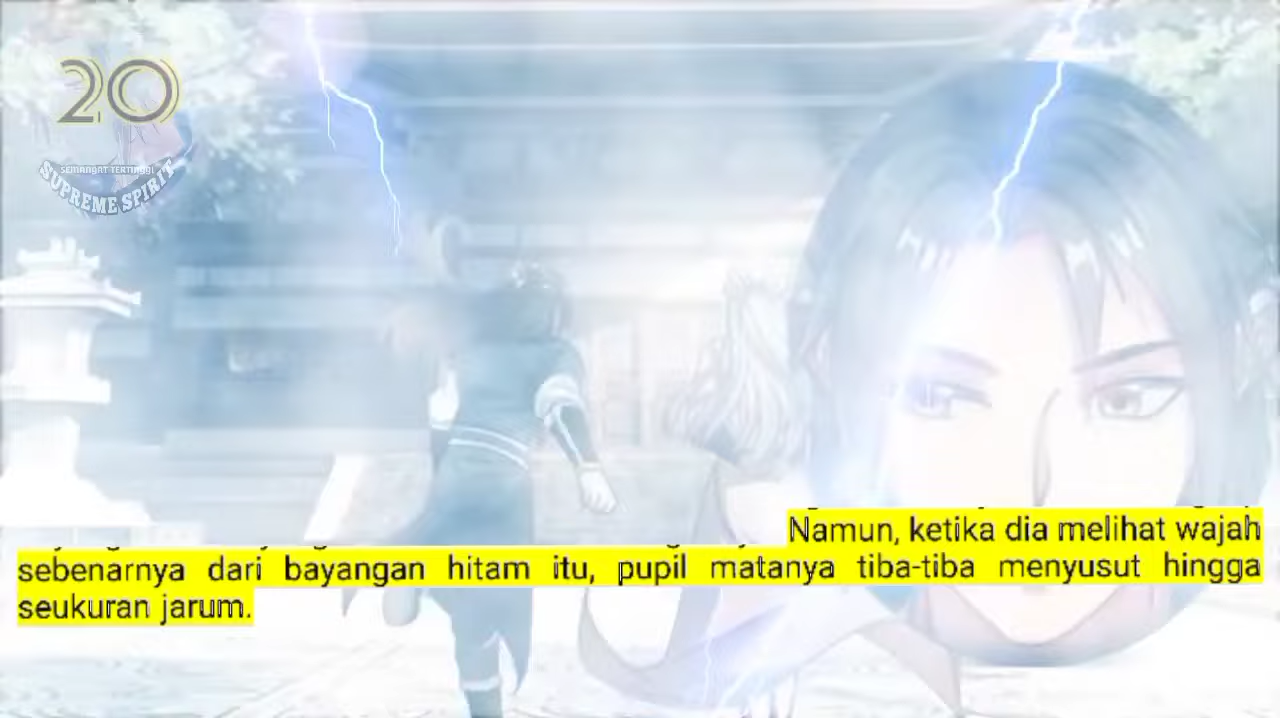 20
SEMANGAT TERTINGGI
SUPREME SPIRIT
Namun, ketika dia melihat wajah
sebenarnya dari bayangan hitam itu, pupil matanya tiba-tiba menyusut hingga
seukuran jarum.